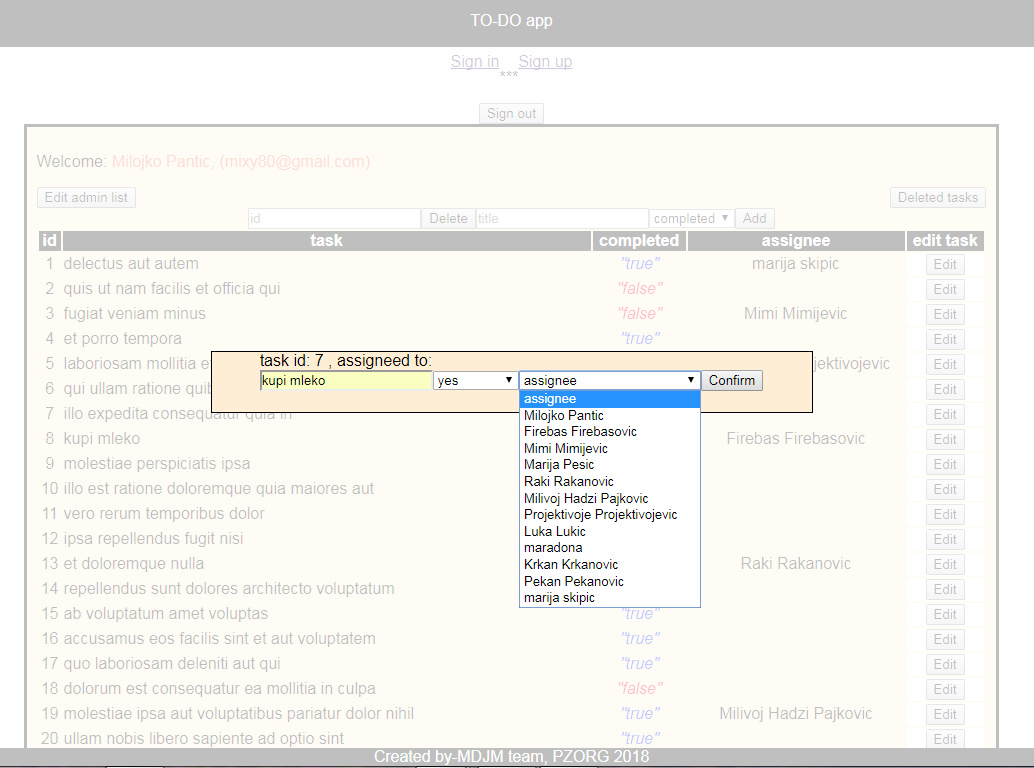 TO-DO app
Sign in Sign up
***
Sign out
Welcome: Milojko Pantic, (mixy80@gmail.com)
Edit admin list Deleted tasks
id Delete title completed Add
id task completed assignee edit task
1 delectus aut autem "true" marija skipic Edit
2 quis ut nam facilis et officia qui "false" Edit
3 fugiat veniam minus "false" Mimi Mimijevic Edit
4 et porro tempora "true" Edit
task id: 7 , assigneed to:
kupi mleko yes assignee Confirm
assignee
Milojko Pantic
Firebas Firebasovic
Mimi Mimijevic
Marija Pesic
Raki Rakanovic
Milivoj Hadzi Pajkovic
Projektivoje Projektivojevic
Luka Lukic
maradona
Krkan Krkanovic
Pekan Pekanovic
marija skipic
5 laboriosam mollitia e jektivojevic Edit
6 qui ullam ratione quib Edit
7 illo expedita consequatur quia in Edit
8 kupi mleko Firebas Firebasovic Edit
9 molestiae perspiciatis ipsa Edit
10 illo est ratione doloremque quia maiores aut Edit
11 vero rerum temporibus dolor Edit
12 ipsa repellendus fugit nisi Edit
13 et doloremque nulla Raki Rakanovic Edit
14 repellendus sunt dolores architecto voluptatum Edit
15 ab voluptatum amet voluptas "true" Edit
16 accusamus eos facilis sint et aut voluptatem "true" Edit
17 quo laboriosam deleniti aut qui "true" Edit
18 dolorum est consequatur ea mollitia in culpa "false" Edit
19 molestiae ipsa aut voluptatibus pariatur dolor nihil "true" Milivoj Hadzi Pajkovic Edit
20 ullam nobis libero sapiente ad optio sint "true" Edit
Created by-MDJM team, PZORG 2018